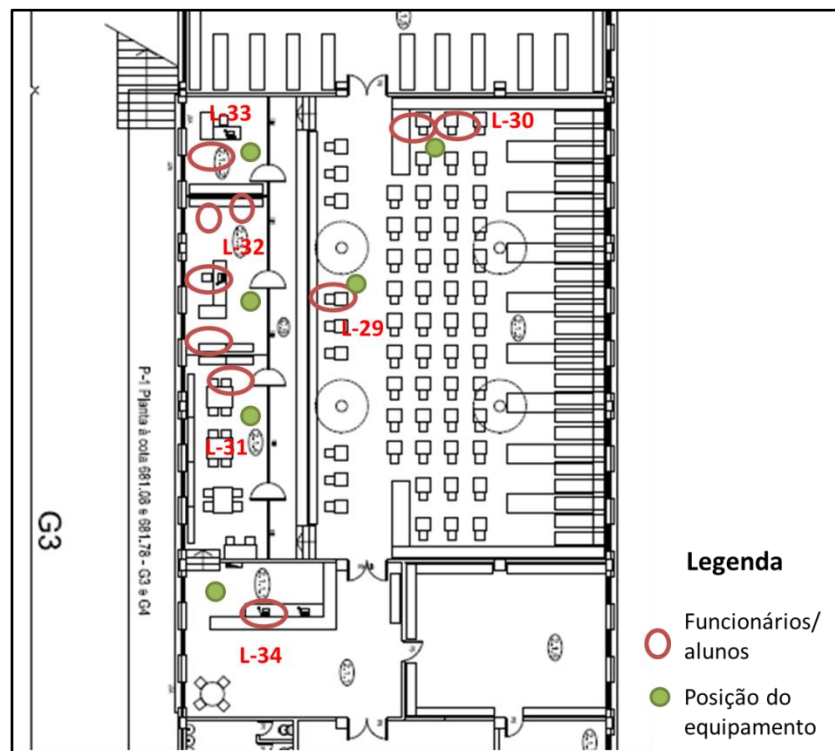 L-33
L-30
L-32
L-29
L-31
L-34
P-1 Planta à cota 681.08 e 681.78 - G3 e G4
G3
Legenda
Funcionários/
alunos
Posição do
equipamento